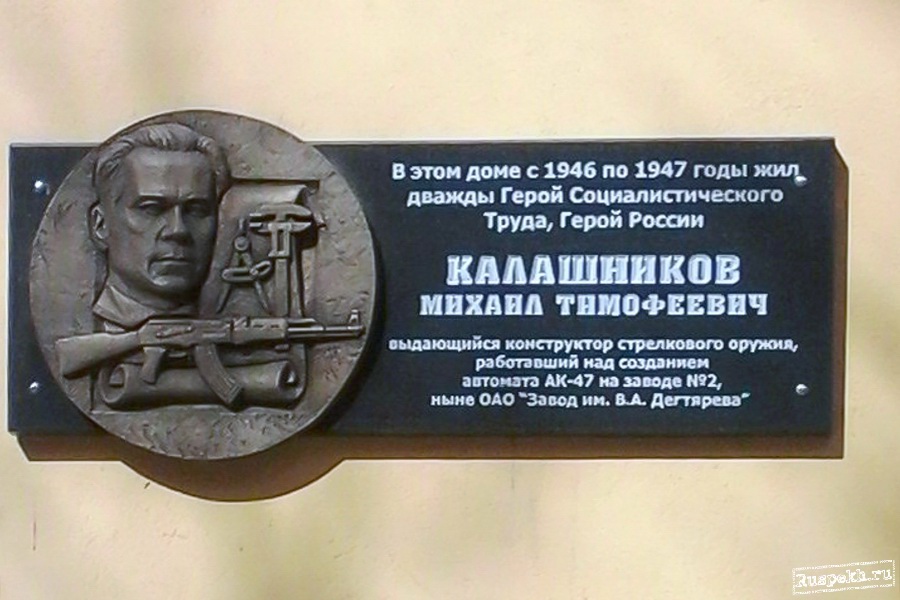 В этом доме с 1946 по 1947 годы жил
дважды Герой Социалистического
Труда, Герой России
КАЛАШНИКОВ
МИХАИЛ ТИМОФЕЕВИЧ
выдающийся конструктор стрелкового оружия,
работавший над созданием
автомата АК-47 на заводе №2,
ныне ОАО "Завод им. В.А. Дегтярева"
Ruspekh.ru